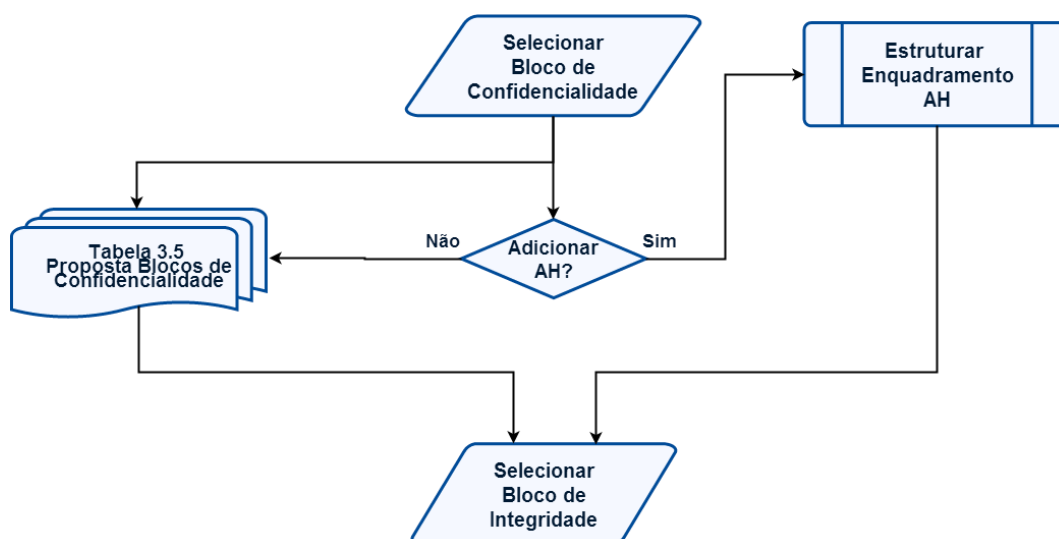 Selecionar
Bloco de
Confidencialidade
Estruturar
Enquadramento
AH
Não
Adicionar
AH?
Sim
Tabela 3.5
Proposta Blocos de
Confidencialidade
Selecionar
Bloco de
Integridade